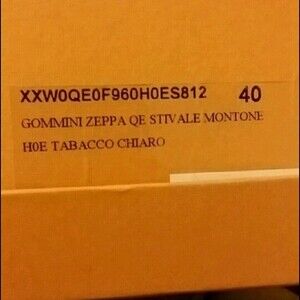 XXW0QE0F960H0ES812 40
GOMMINI ZEPPA QE STIVALE MONTONE
H0E TABACCO CHIARO